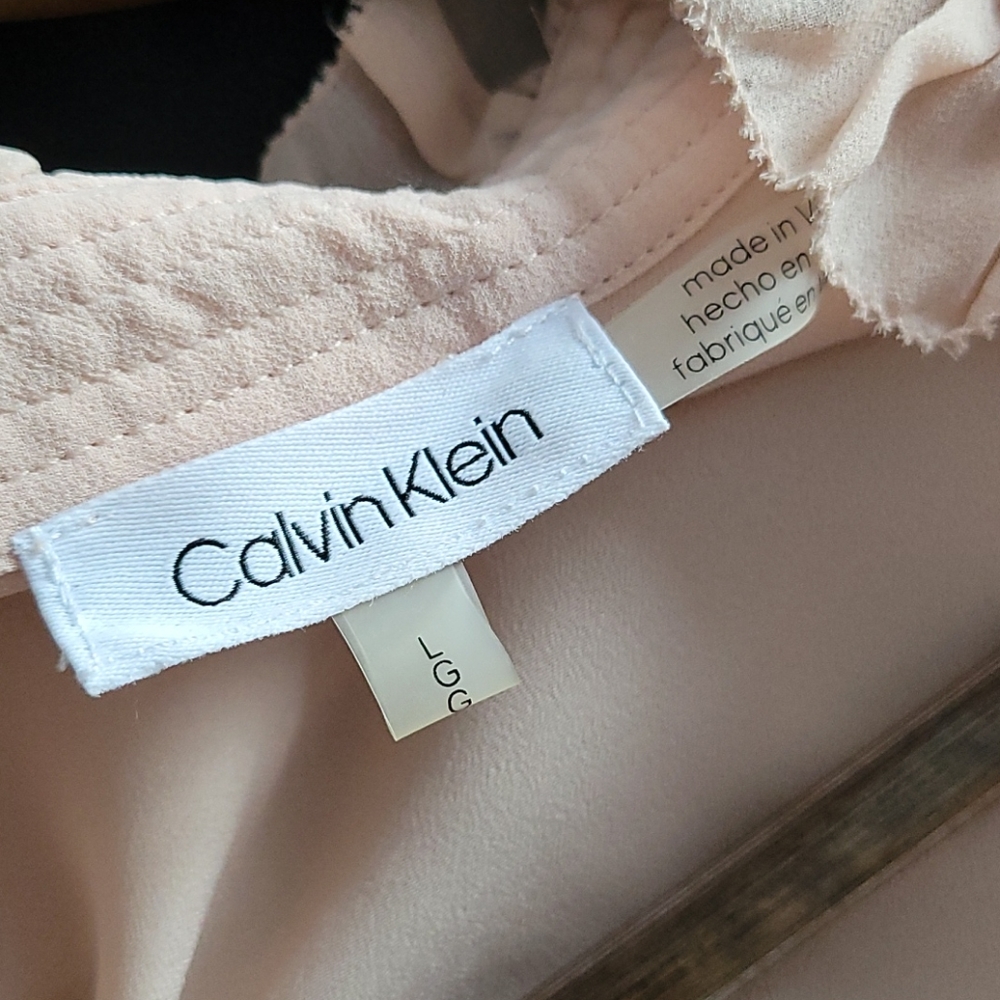 Calvin Klein
L
G
G
made in
hecho en
fabriqué en